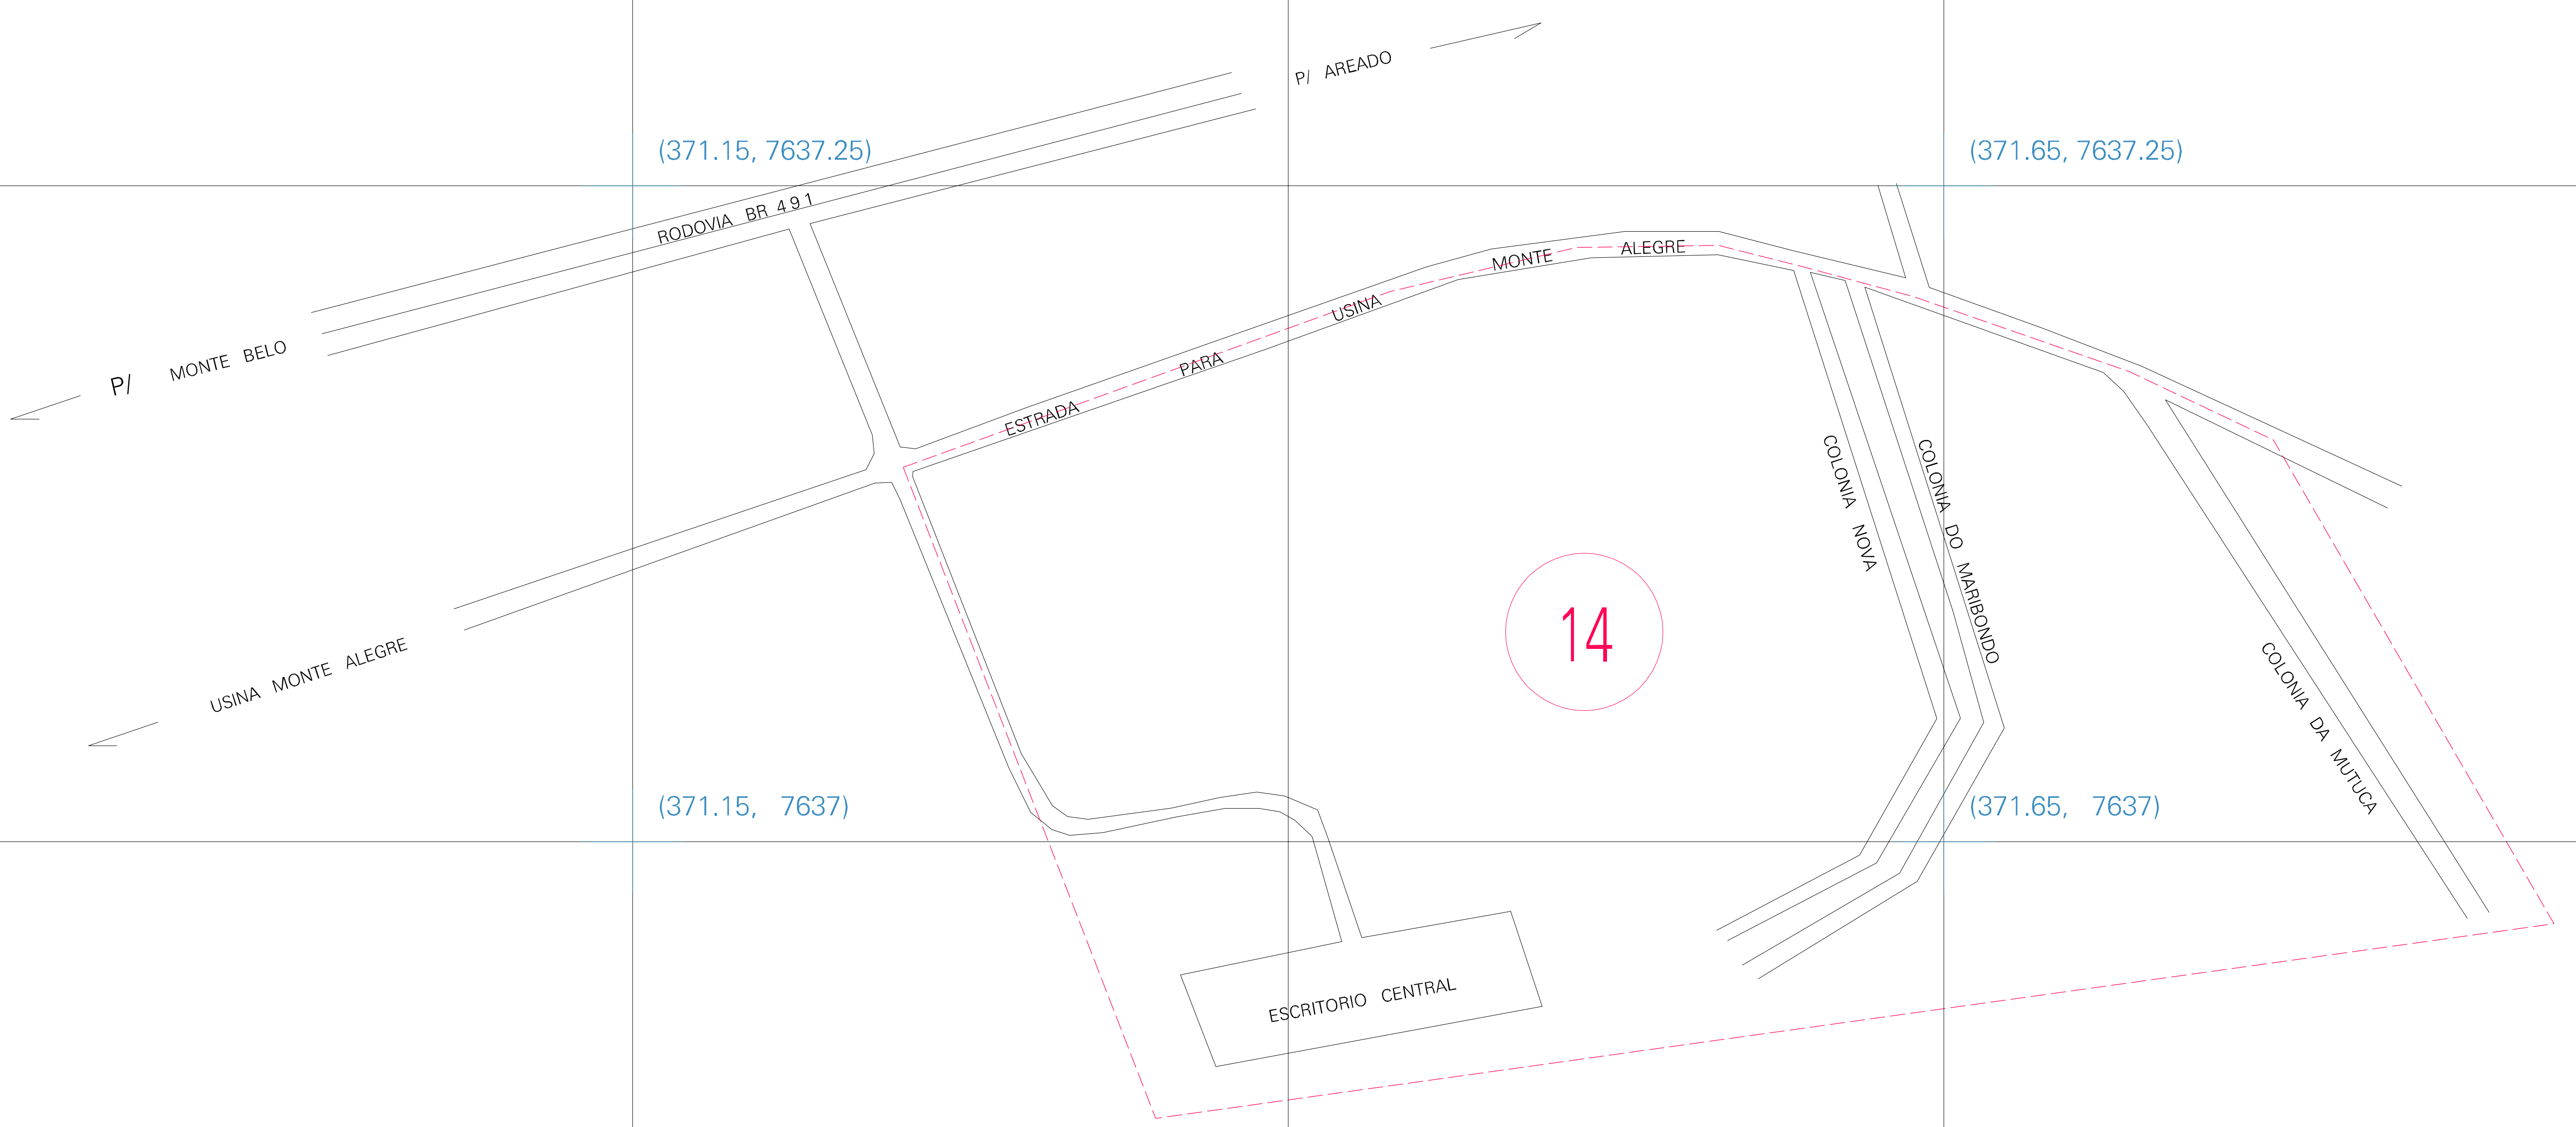 P/ AREADO
(371.15, 7637.25)
(371.65, 7637.25)
RODOVIA BR 491
MONTE ALEGRE
USINA
PARA
ESTRADA
P/ MONTE BELO
COLONIA NOVA
COLONIA DO MARIBONDO
14
USINA MONTE ALEGRE
COLONIA DA MUTUCA
(371.15, 7637)
(371.65, 7637)
ESCRITORIO CENTRAL